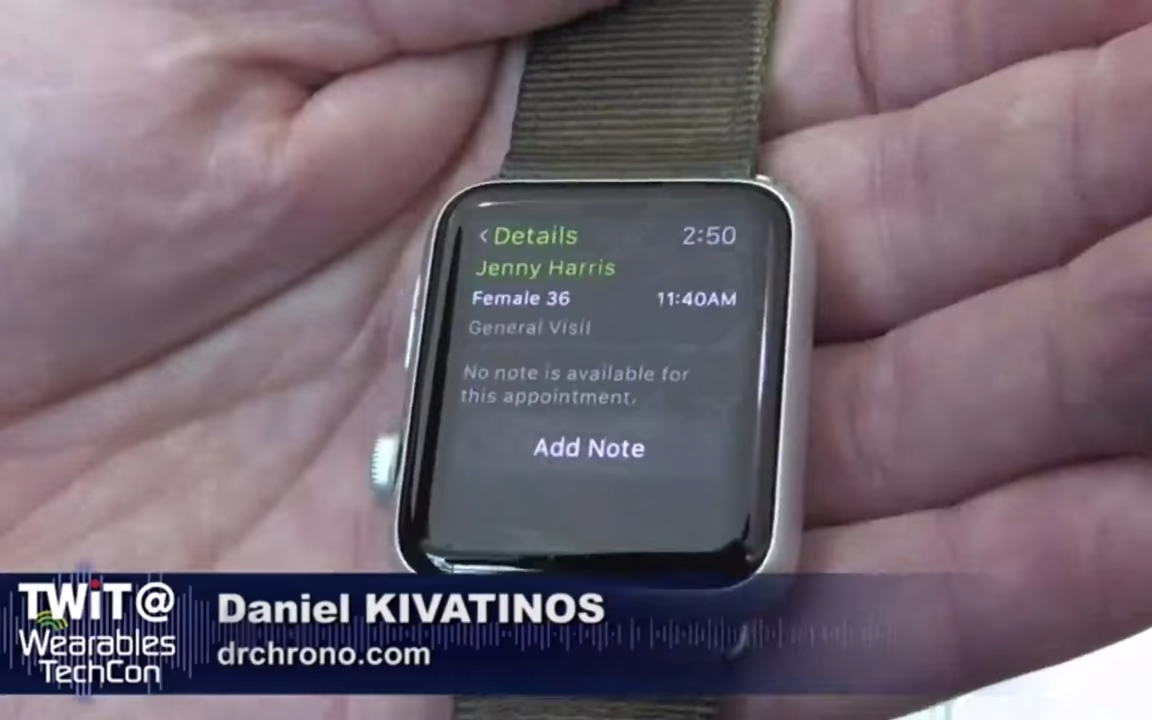 < Details 2:50
Jenny Harris
Female 36 11:40AM
General Visit
No note is available for
this appointment.
Add Note
TWiT@
Wearables
TechCon
Daniel KIVATINOS
drchrono.com